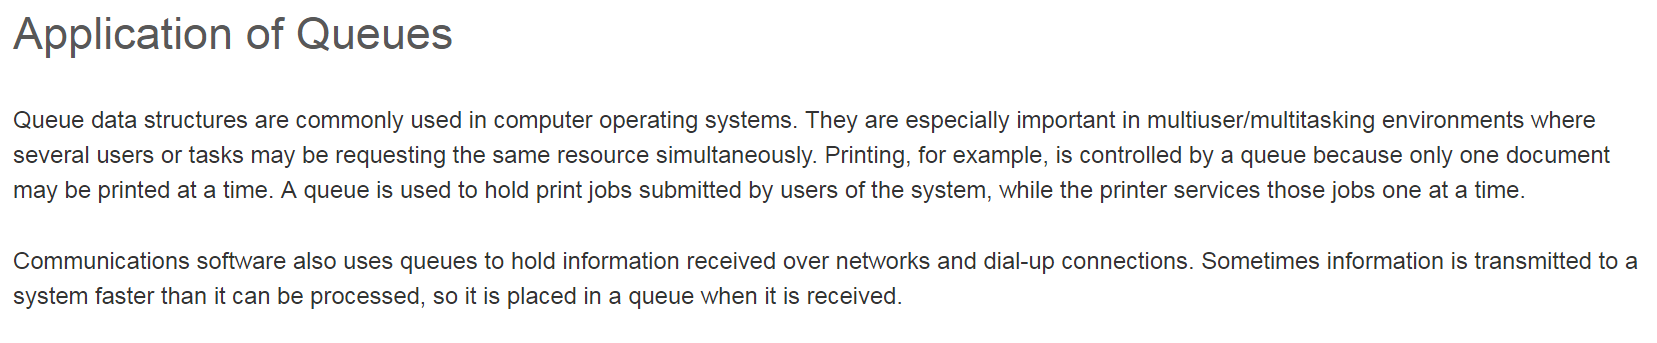 Application of Queues
Queue data structures are commonly used in computer operating systems. They are especially important in multiuser/multitasking environments where
several users or tasks may be requesting the same resource simultaneously. Printing, for example, is controlled by a queue because only one document
may be printed at a time. A queue is used to hold print jobs submitted by users of the system, while the printer services those jobs one at a time.
Communications software also uses queues to hold information received over networks and dial-up connections. Sometimes information is transmitted to a
system faster than it can be processed, so it is placed in a queue when it is received.